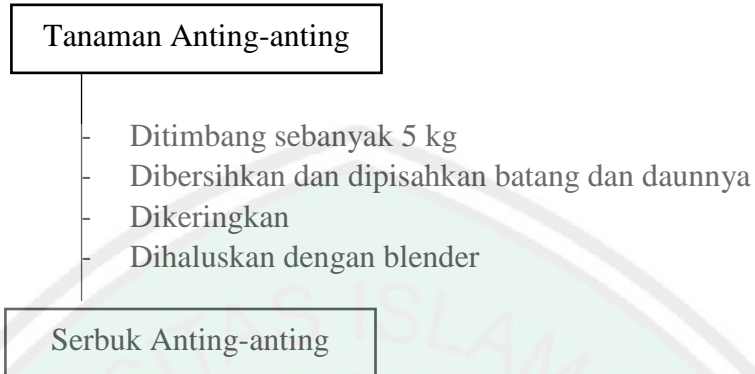 Tanaman Anting-anting
- Ditimbang sebanyak 5 kg
- Dibersihkan dan dipisahkan batang dan daunnya
- Dikeringkan
- Dihaluskan dengan blender
Serbuk Anting-anting